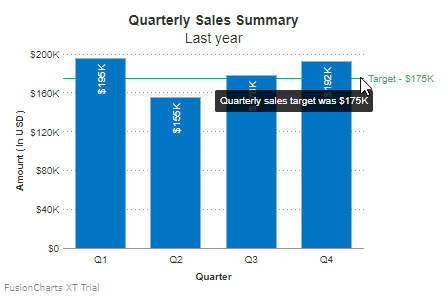 Quarterly Sales Summary
Last year
$200K
$160K
$120K
$80K
$40K
$0
Amount ( In USD )
$195K
$155K
$192K
Target - $175K
Quarterly sales target was $175K
Q1
Q2
Q3
Q4
Quarter
FusionCharts XT Trial